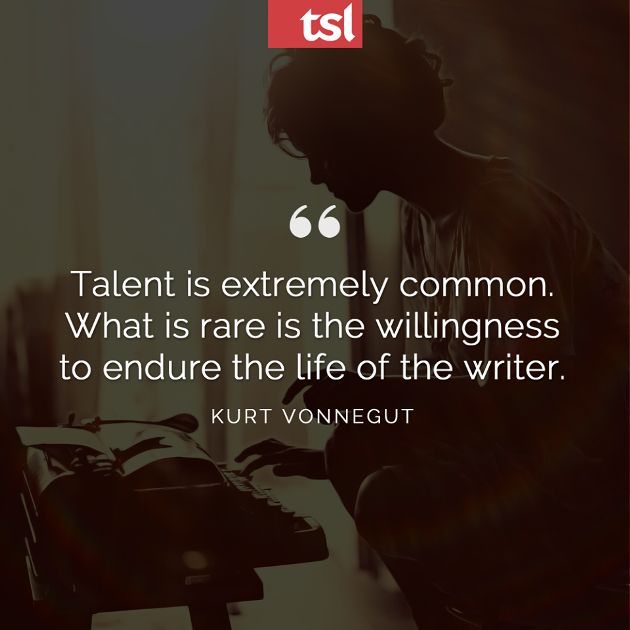 tsl
“
Talent is extremely common.
What is rare is the willingness
to endure the life of the writer.
KURT VONNEGUT